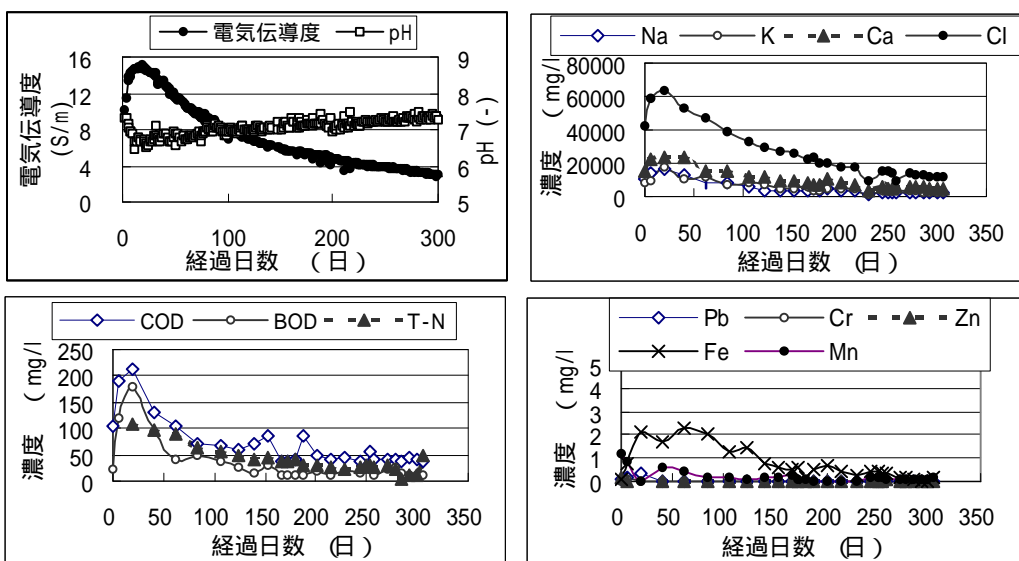 電気伝導度 pH
電気伝導度
(S/m)
16
12
8
4
0
9
8
7
6
5
pH(-)
0 100 200 300
経過日数 (日)
Na K Ca Cl
濃度 (mg/l
80000
60000
40000
20000
0
0 50 100 150 200 250 300 350
経過日数 (日)
COD BOD T-N
濃度 (mg/l
250
200
150
100
50
0
0 50 100 150 200 250 300 350
経過日数 (日)
Pb Cr Zn
Fe Mn
濃度 (mg/l
5
4
3
2
1
0
0 50 100 150 200 250 300 350
経過日数 (日)